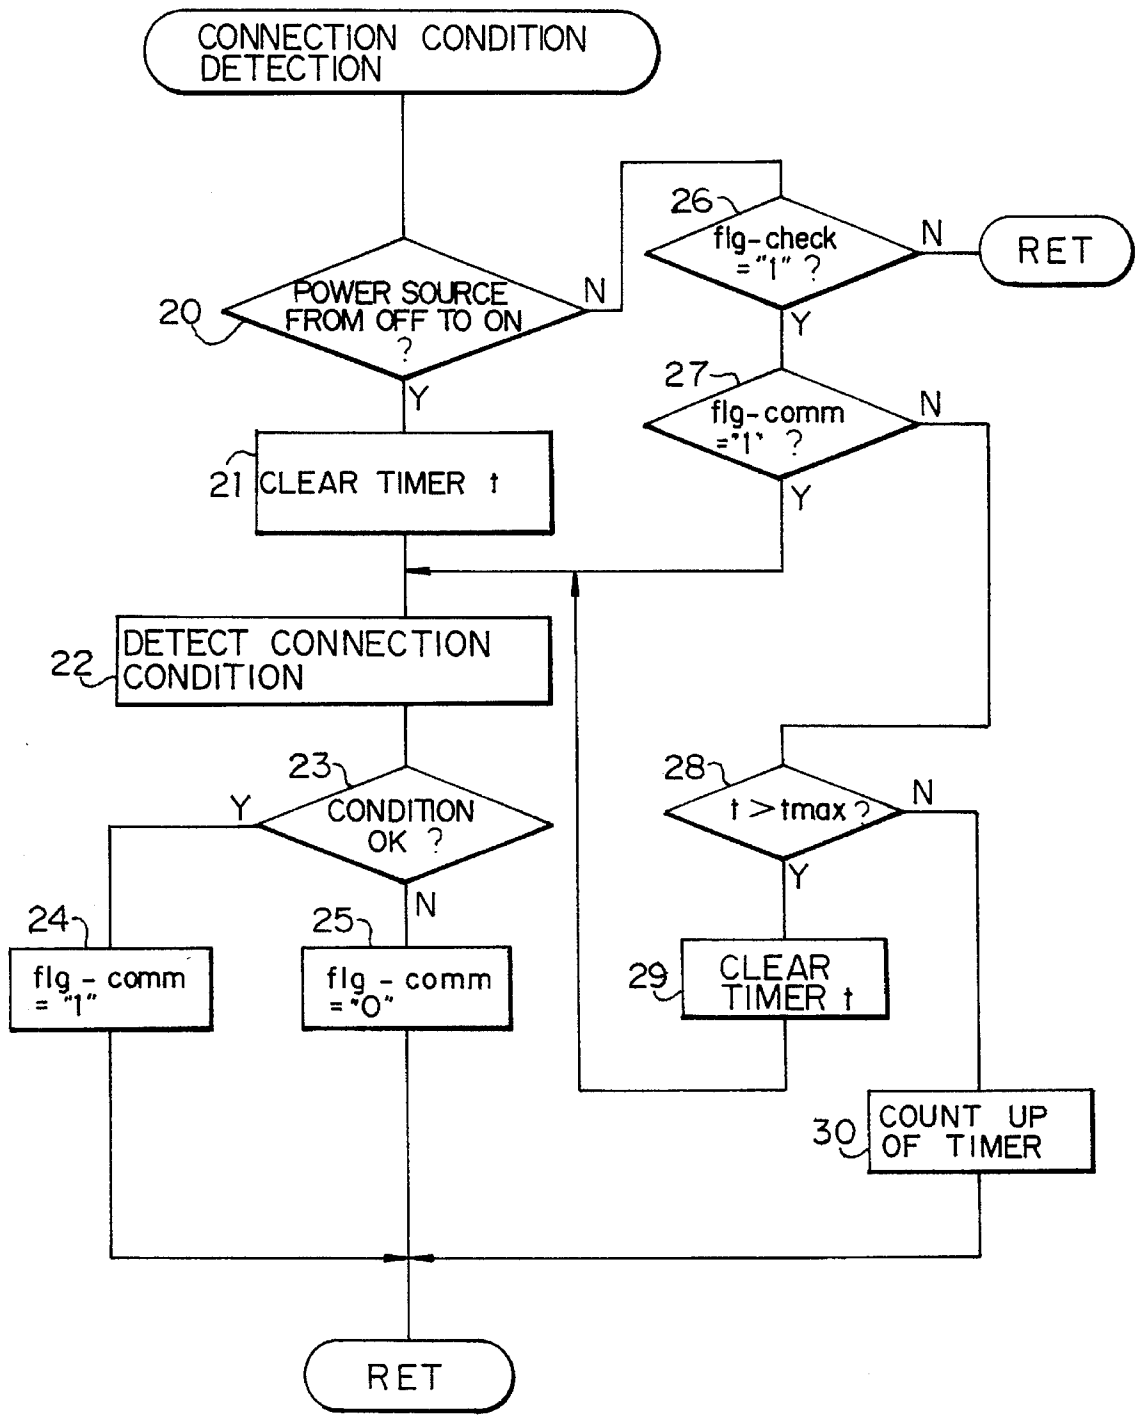 CONNECTION CONDITION
DETECTION
20
POWER SOURCE
FROM OFF TO ON
?
N
Y
26
flg-check
="1" ?
N
RET
Y
27
flg-comm
="1" ?
N
Y
21
CLEAR TIMER t
22
DETECT CONNECTION
CONDITION
23
CONDITION
OK ?
Y
N
24
flg-comm
= "1"
25
flg-comm
="0"
28
t > tmax ?
N
Y
29
CLEAR
TIMER t
30
COUNT UP
OF TIMER
RET